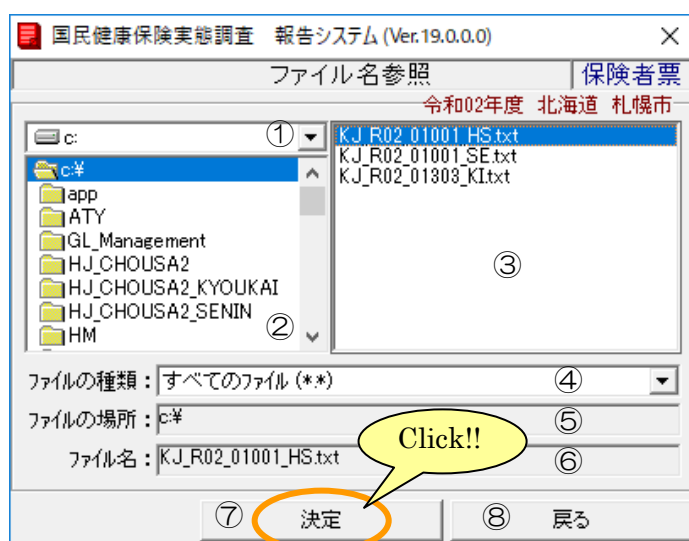 国民健康保険実態調査　報告システム (Ver.19.0.0.0)
ファイル名参照
保険者票
令和02年度　北海道　札幌市
c:
①
c:¥
app
ATY
GL_Management
HJ_CHOUSA2
HJ_CHOUSA2_KYOUKAI
HJ_CHOUSA2_SENIN
HM
②
KJ_R02_01001_HS.txt
KJ_R02_01001_SE.txt
KJ_R02_01303_KI.txt
③
ファイルの種類：すべてのファイル (*.*) ④
ファイルの場所：c:¥ ⑤
ファイル名：KJ_R02_01001_HS.txt ⑥
Click!!
⑦ 決定
⑧ 戻る